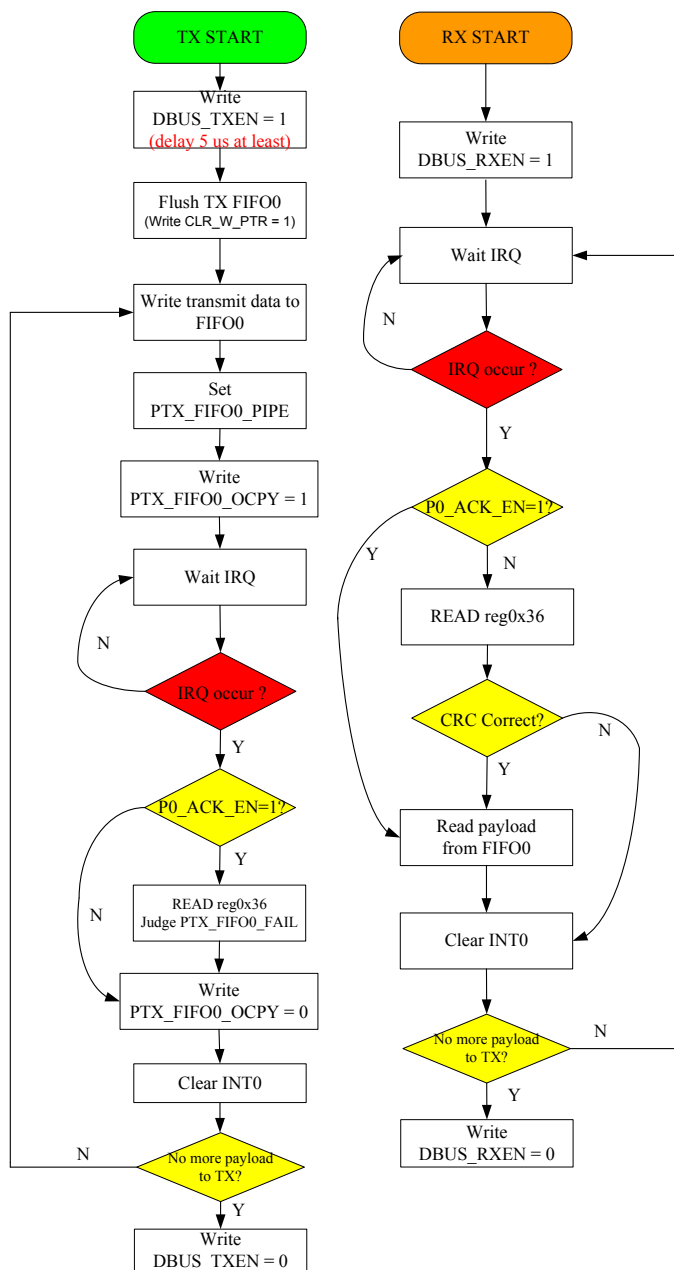 TX START
Write
DBUS_TXEN = 1
(delay 5 us at least)
Flush TX FIFO0
(Write CLR_W_PTR = 1)
Write transmit data to
FIFO0
Set
PTX_FIFO0_PIPE
Write
PTX_FIFO0_OCPY = 1
Wait IRQ
N
IRQ occur ?
Y
P0_ACK_EN=1?
Y
N
READ reg0x36
Judge PTX_FIFO0_FAIL
Write
PTX_FIFO0_OCPY = 0
Clear INT0
N
No more payload
to TX?
Y
Write
DBUS_TXEN = 0
RX START
Write
DBUS_RXEN = 1
Wait IRQ
N
IRQ occur ?
Y
P0_ACK_EN=1?
Y
N
READ reg0x36
CRC Correct?
N
Y
Read payload
from FIFO0
Clear INT0
No more payload
to TX?
N
Y
Write
DBUS_RXEN = 0